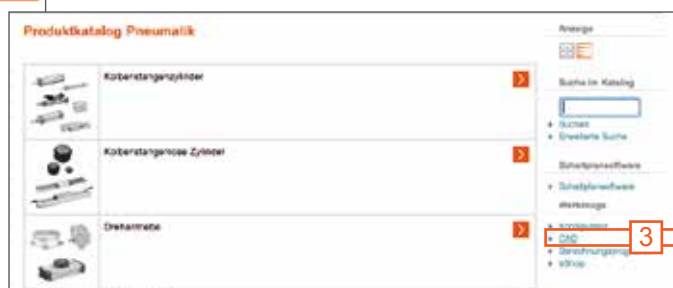 Produktkatalog Pneumatik
Kolbenstangenzylinder
Kolbenstangenlose Zylinder
Drehantriebe
Anzeige
Suche im Katalog
Suchen
Erweiterte Suche
Schaltplansoftware
Schaltplansoftware
Werkzeuge
Konfigurator
CAD
3
eShop